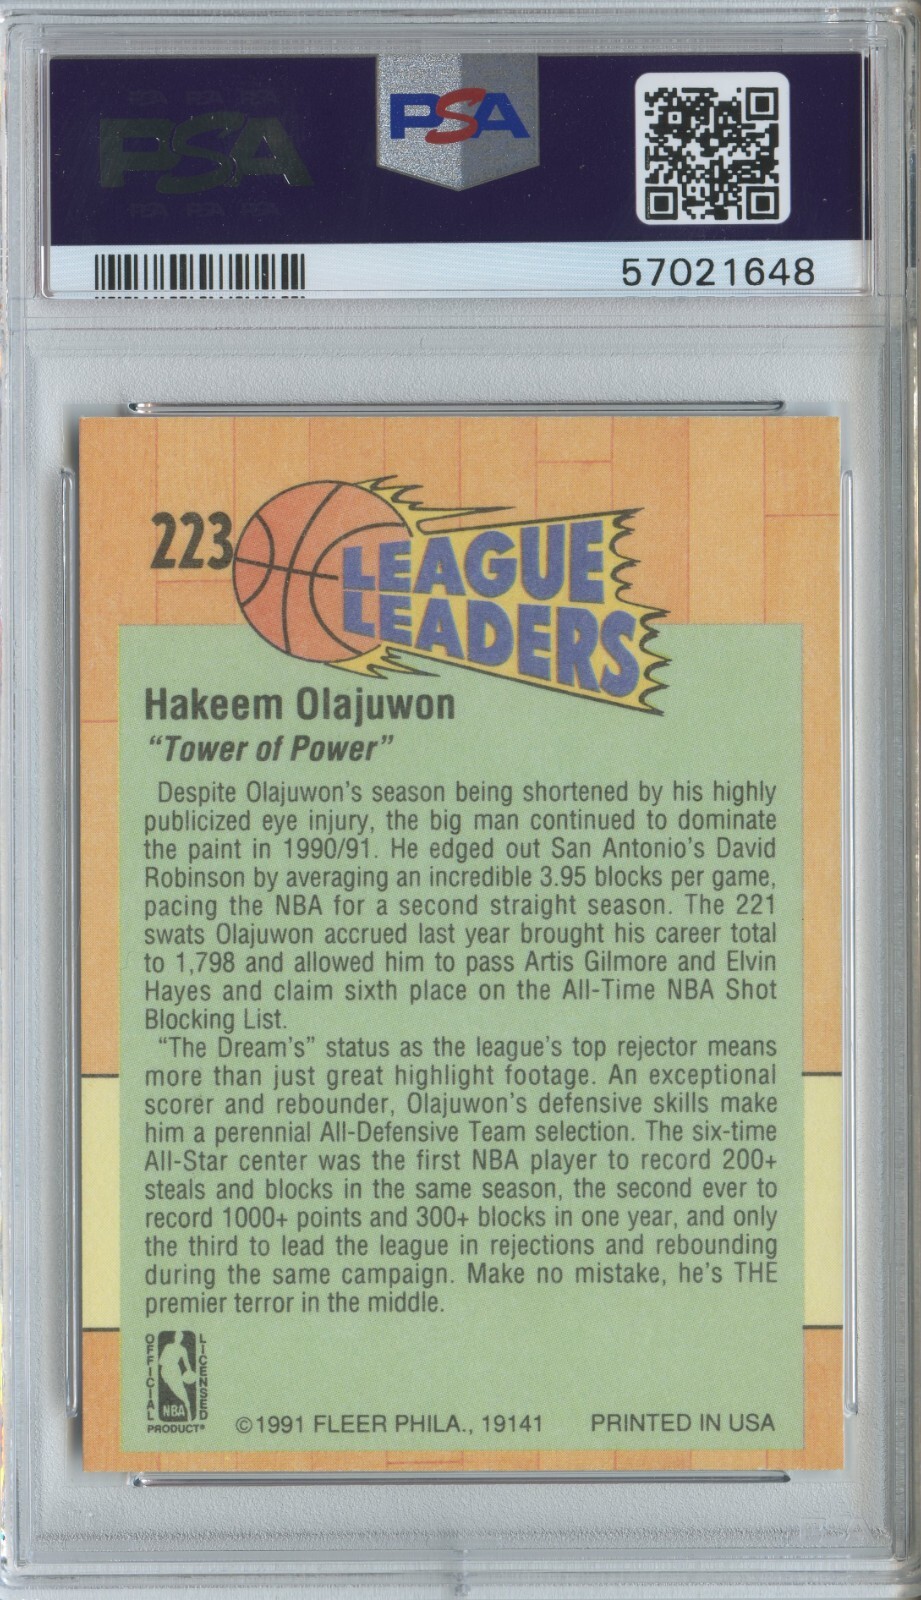 PSA PSA PSA
PSA
PSA PSA PSA
PSA
57021648
223
LEAGUE
LEADERS
Hakeem Olajuwon
“Tower of Power”
Despite Olajuwon's season being shortened by his highly
publicized eye injury, the big man continued to dominate
the paint in 1990/91. He edged out San Antonio's David
Robinson by averaging an incredible 3.95 blocks per game,
pacing the NBA for a second straight season. The 221
swats Olajuwon accrued last year brought his career total
to 1,798 and allowed him to pass Artis Gilmore and Elvin
Hayes and claim sixth place on the All-Time NBA Shot
Blocking List.
“The Dream's” status as the league's top rejector means
more than just great highlight footage. An exceptional
scorer and rebounder, Olajuwon's defensive skills make
him a perennial All-Defensive Team selection. The six-time
All-Star center was the first NBA player to record 200+
steals and blocks in the same season, the second ever to
record 1000+ points and 300+ blocks in one year, and only
the third to lead the league in rejections and rebounding
during the same campaign. Make no mistake, he's THE
premier terror in the middle.
OFFICIAL
NBA
LICENSED
PRODUCT®
©1991 FLEER PHILA., 19141
PRINTED IN USA